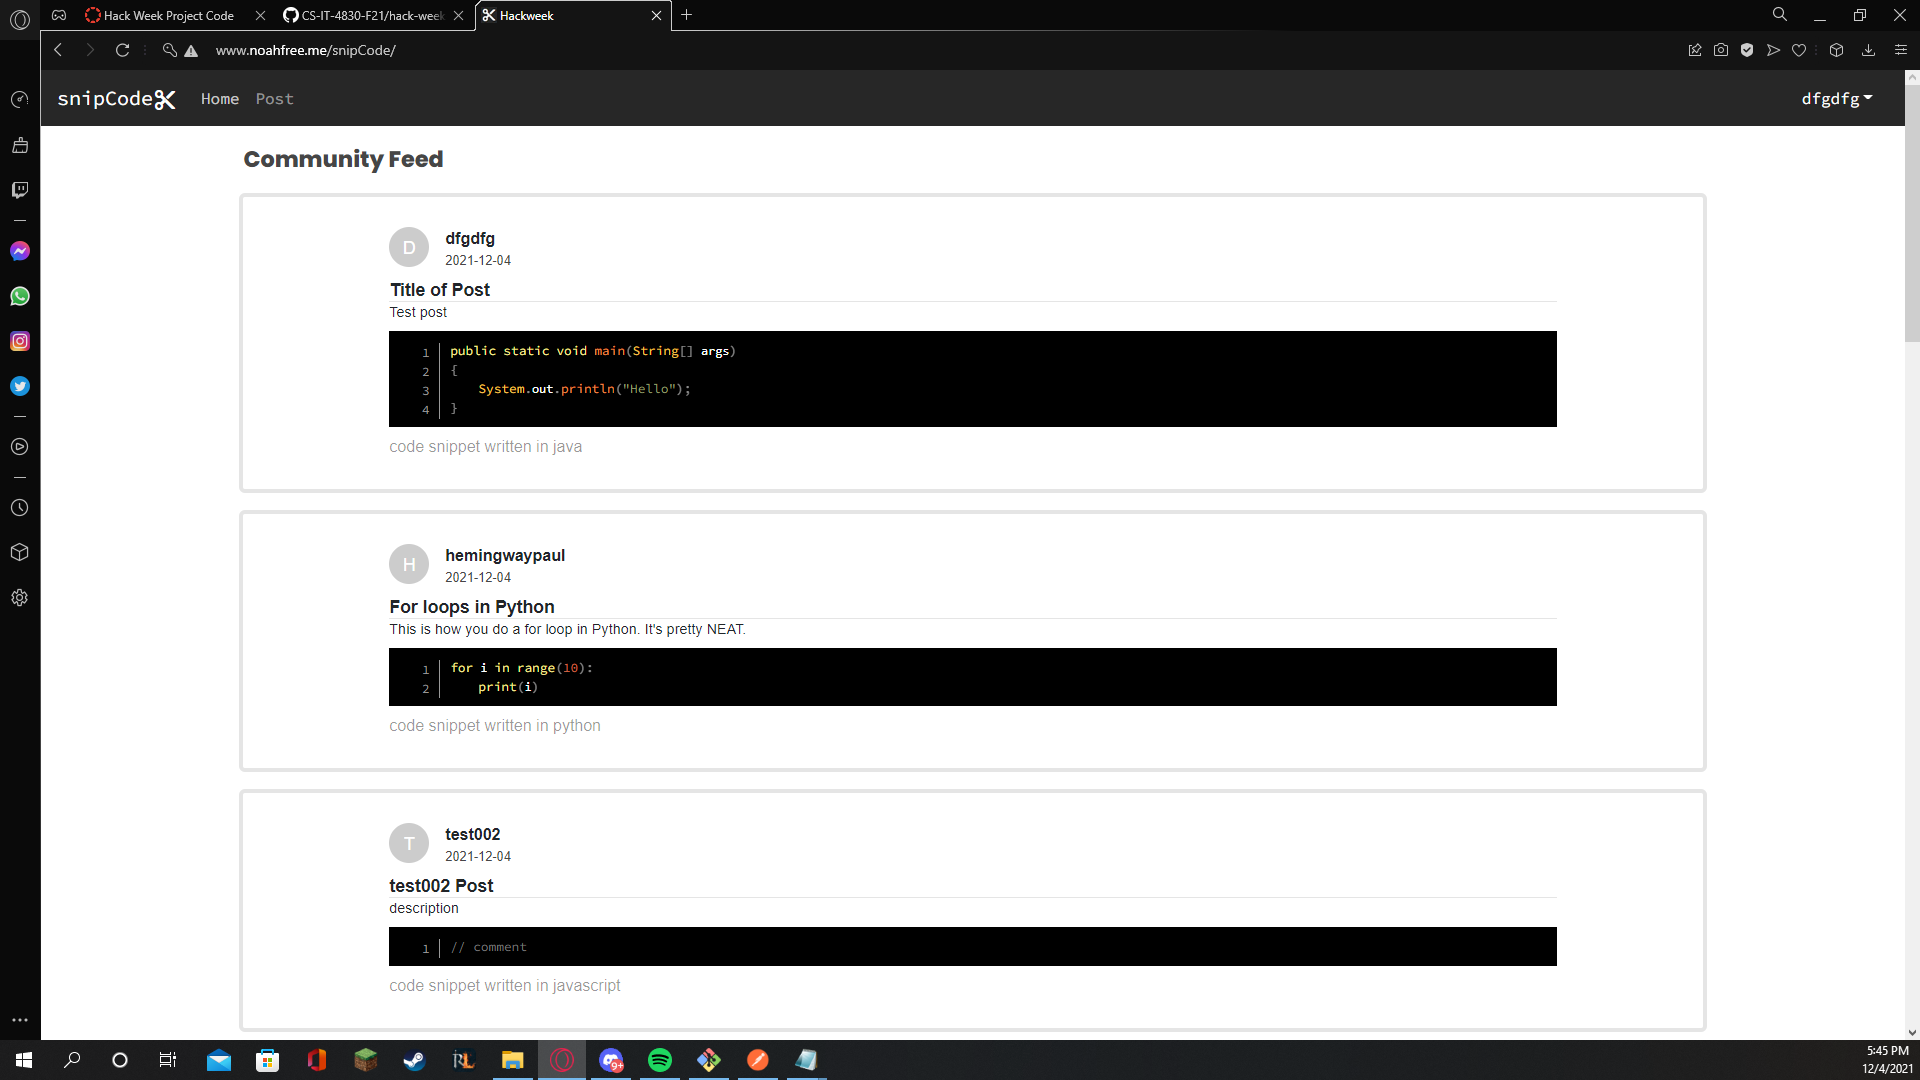 Hack Week Project Code
CS-IT-4830-F21/hack-week
Hackweek
www.noahfree.me/snipCode/
snipCode
Home
Post
dfgdfg
Community Feed
D
dfgdfg
2021-12-04
Title of Post
Test post
1 public static void main(String[] args)
2 {
3 System.out.println("Hello");
4 }
code snippet written in java
H
hemingwaypaul
2021-12-04
For loops in Python
This is how you do a for loop in Python. It's pretty NEAT.
1 for i in range(10):
2 print(i)
code snippet written in python
T
test002
2021-12-04
test002 Post
description
1 // comment
code snippet written in javascript
RL
9+
5:45 PM
12/4/2021